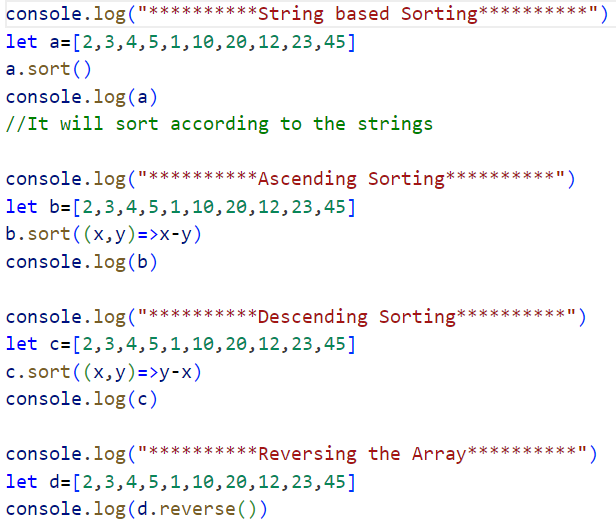 console.log("**********String based Sorting**********")
let a=[2,3,4,5,1,10,20,12,23,45]
a.sort()
console.log(a)
//It will sort according to the strings
console.log("**********Ascending Sorting**********")
let b=[2,3,4,5,1,10,20,12,23,45]
b.sort((x,y)=>x-y)
console.log(b)
console.log("**********Descending Sorting**********")
let c=[2,3,4,5,1,10,20,12,23,45]
c.sort((x,y)=>y-x)
console.log(c)
console.log("**********Reversing the Array**********")
let d=[2,3,4,5,1,10,20,12,23,45]
console.log(d.reverse())